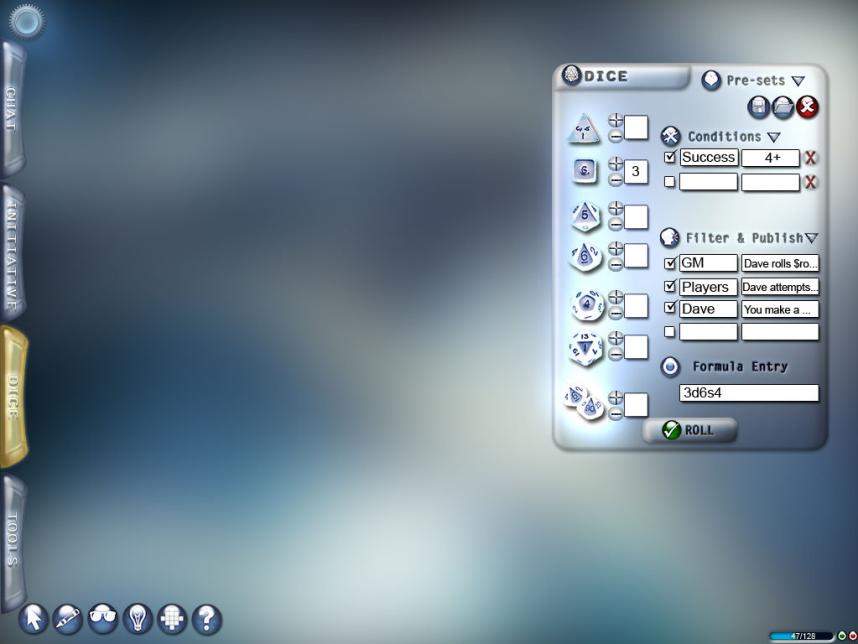 DICE
Pre-sets
Conditions
Success 4+
3
Filter & Publish
GM Dave rolls $ro...
Players Dave attempts...
Dave You make a ...
Formula Entry
3d6s4
ROLL
CHAT
INITIATIVE
DICE
TOOLS
?
47/128